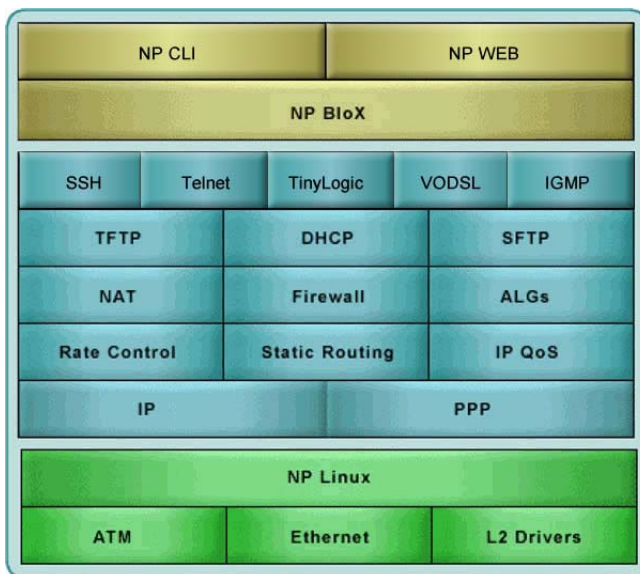 NP CLI NP WEB
NP BloX
SSH Telnet TinyLogic VODSL IGMP
TFTP DHCP SFTP
NAT Firewall ALGs
Rate Control Static Routing IP QoS
IP PPP
NP Linux
ATM Ethernet L2 Drivers